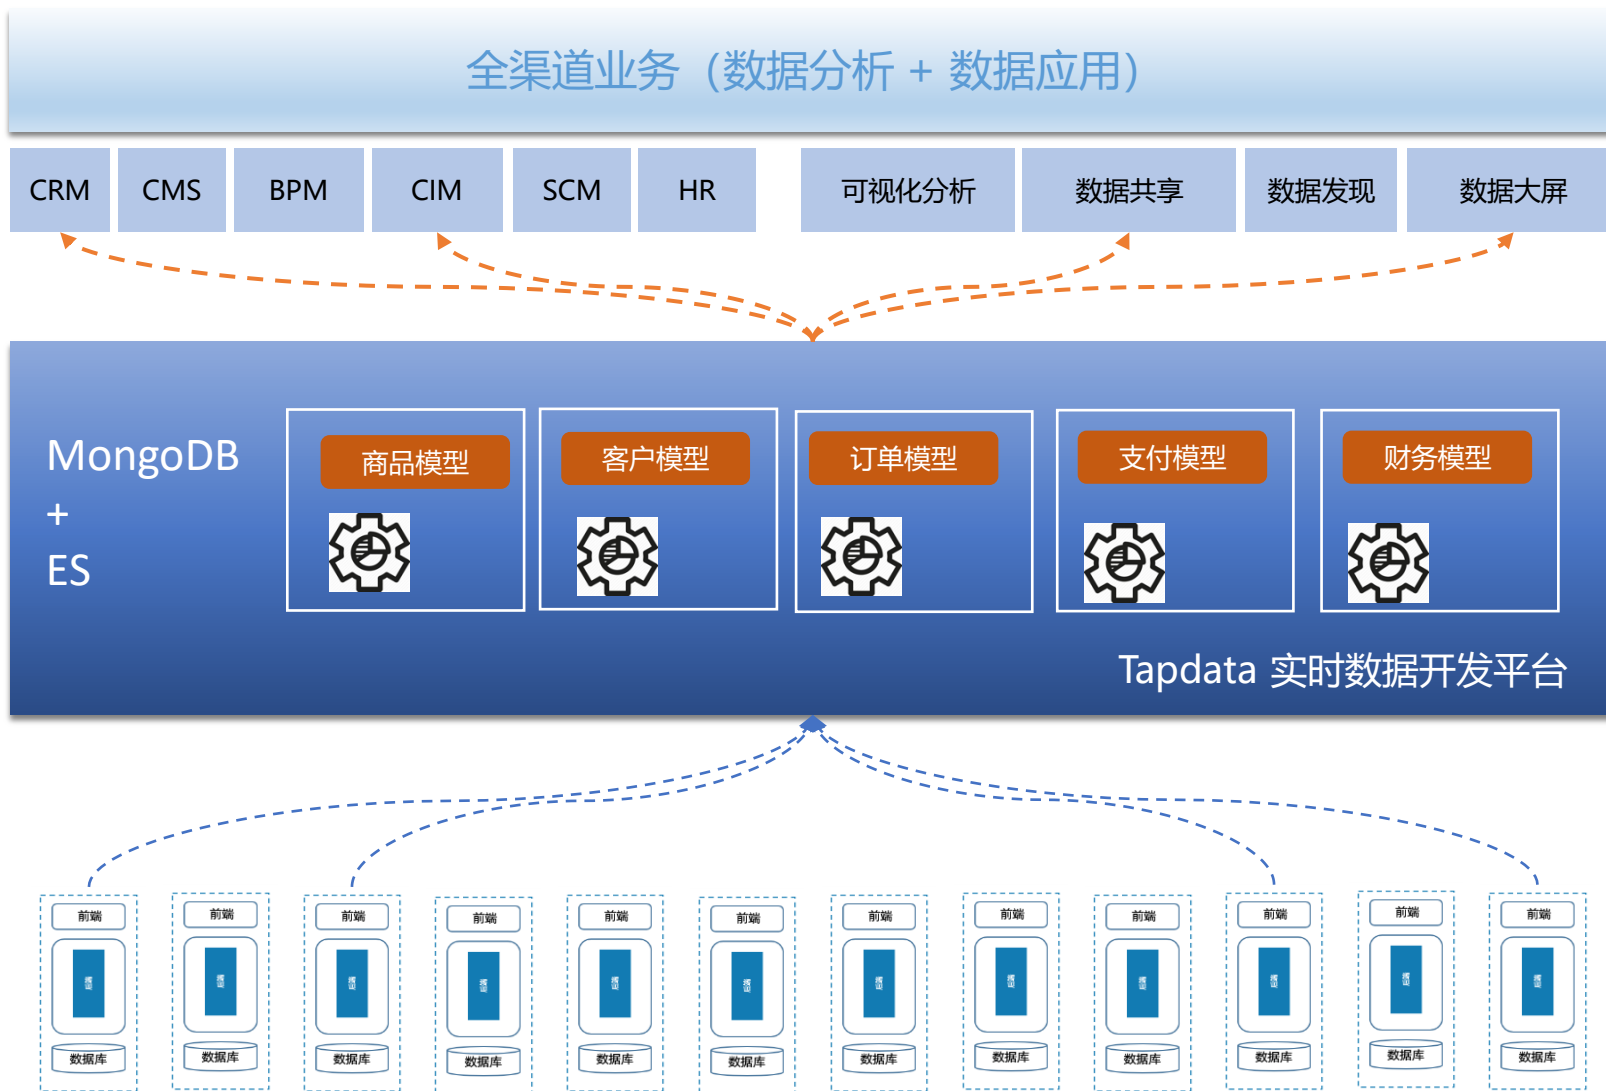 全渠道业务（数据分析 + 数据应用）
CRM
CMS
BPM
CIM
SCM
HR
可视化分析
数据共享
数据发现
数据大屏
MongoDB
+
ES
商品模型
客户模型
订单模型
支付模型
财务模型
Tapdata 实时数据开发平台
前端
前端
前端
前端
前端
前端
前端
前端
前端
前端
前端
前端
数据库
数据库
数据库
数据库
数据库
数据库
数据库
数据库
数据库
数据库
数据库
数据库